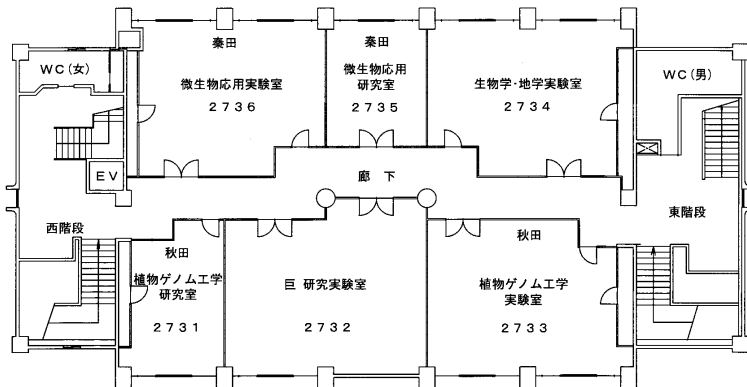 秦田
微生物応用実験室
2736
秦田
微生物応用
研究室
2735
生物学・地学実験室
2734
WC(女)
WC(男)
EV
廊 下
西階段
東階段
秋田
植物ゲノム工学
研究室
2731
巨 研究実験室
2732
秋田
植物ゲノム工学
実験室
2733